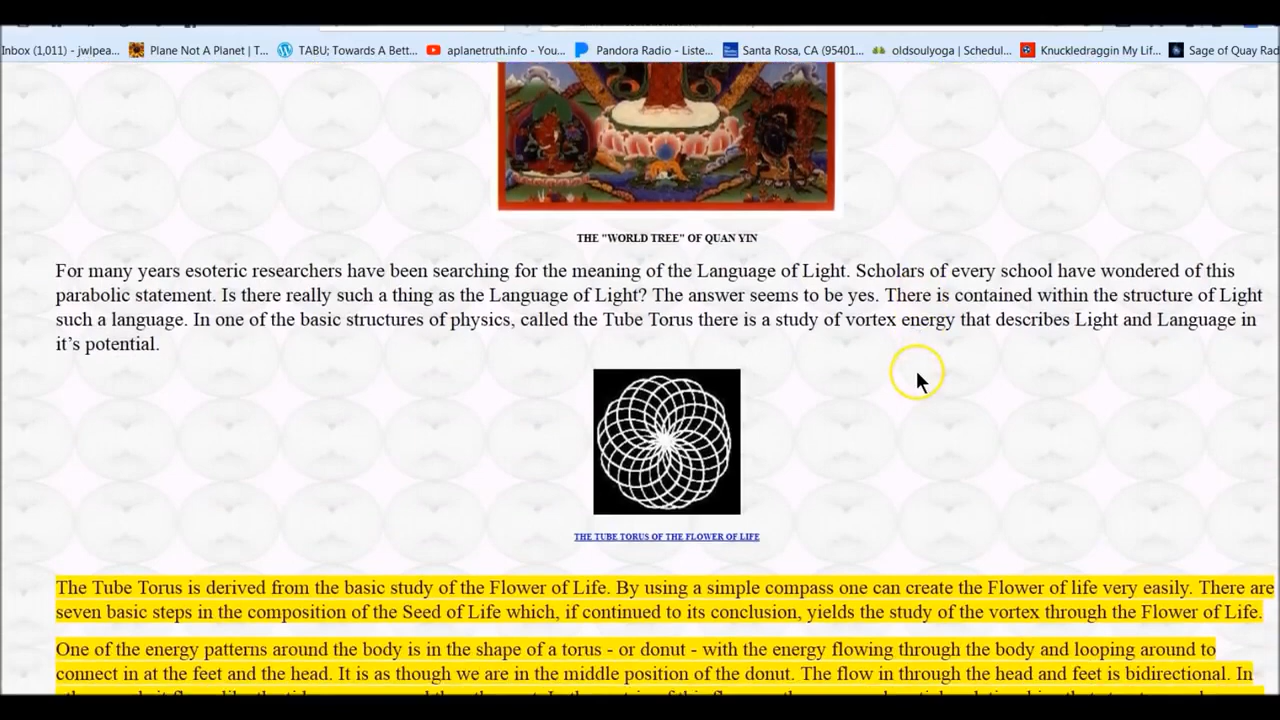 Inbox (1,011) - jwlpea... Plane Not A Planet | T... TABU; Towards A Bett... aplanetruth.info - You... Pandora Radio - Liste... Santa Rosa, CA (95401... oldsoulyoga | Schedul... Knuckledraggin My Lif... Sage of Quay Rad
THE "WORLD TREE" OF QUAN YIN
For many years esoteric researchers have been searching for the meaning of the Language of Light. Scholars of every school have wondered of this
parabolic statement. Is there really such a thing as the Language of Light? The answer seems to be yes. There is contained within the structure of Light
such a language. In one of the basic structures of physics, called the Tube Torus there is a study of vortex energy that describes Light and Language in
it's potential.
THE TUBE TORUS OF THE FLOWER OF LIFE
The Tube Torus is derived from the basic study of the Flower of Life. By using a simple compass one can create the Flower of life very easily. There are
seven basic steps in the composition of the Seed of Life which, if continued to its conclusion, yields the study of the vortex through the Flower of Life.
One of the energy patterns around the body is in the shape of a torus - or donut - with the energy flowing through the body and looping around to
connect in at the feet and the head. It is as though we are in the middle position of the donut. The flow in through the head and feet is bidirectional. In